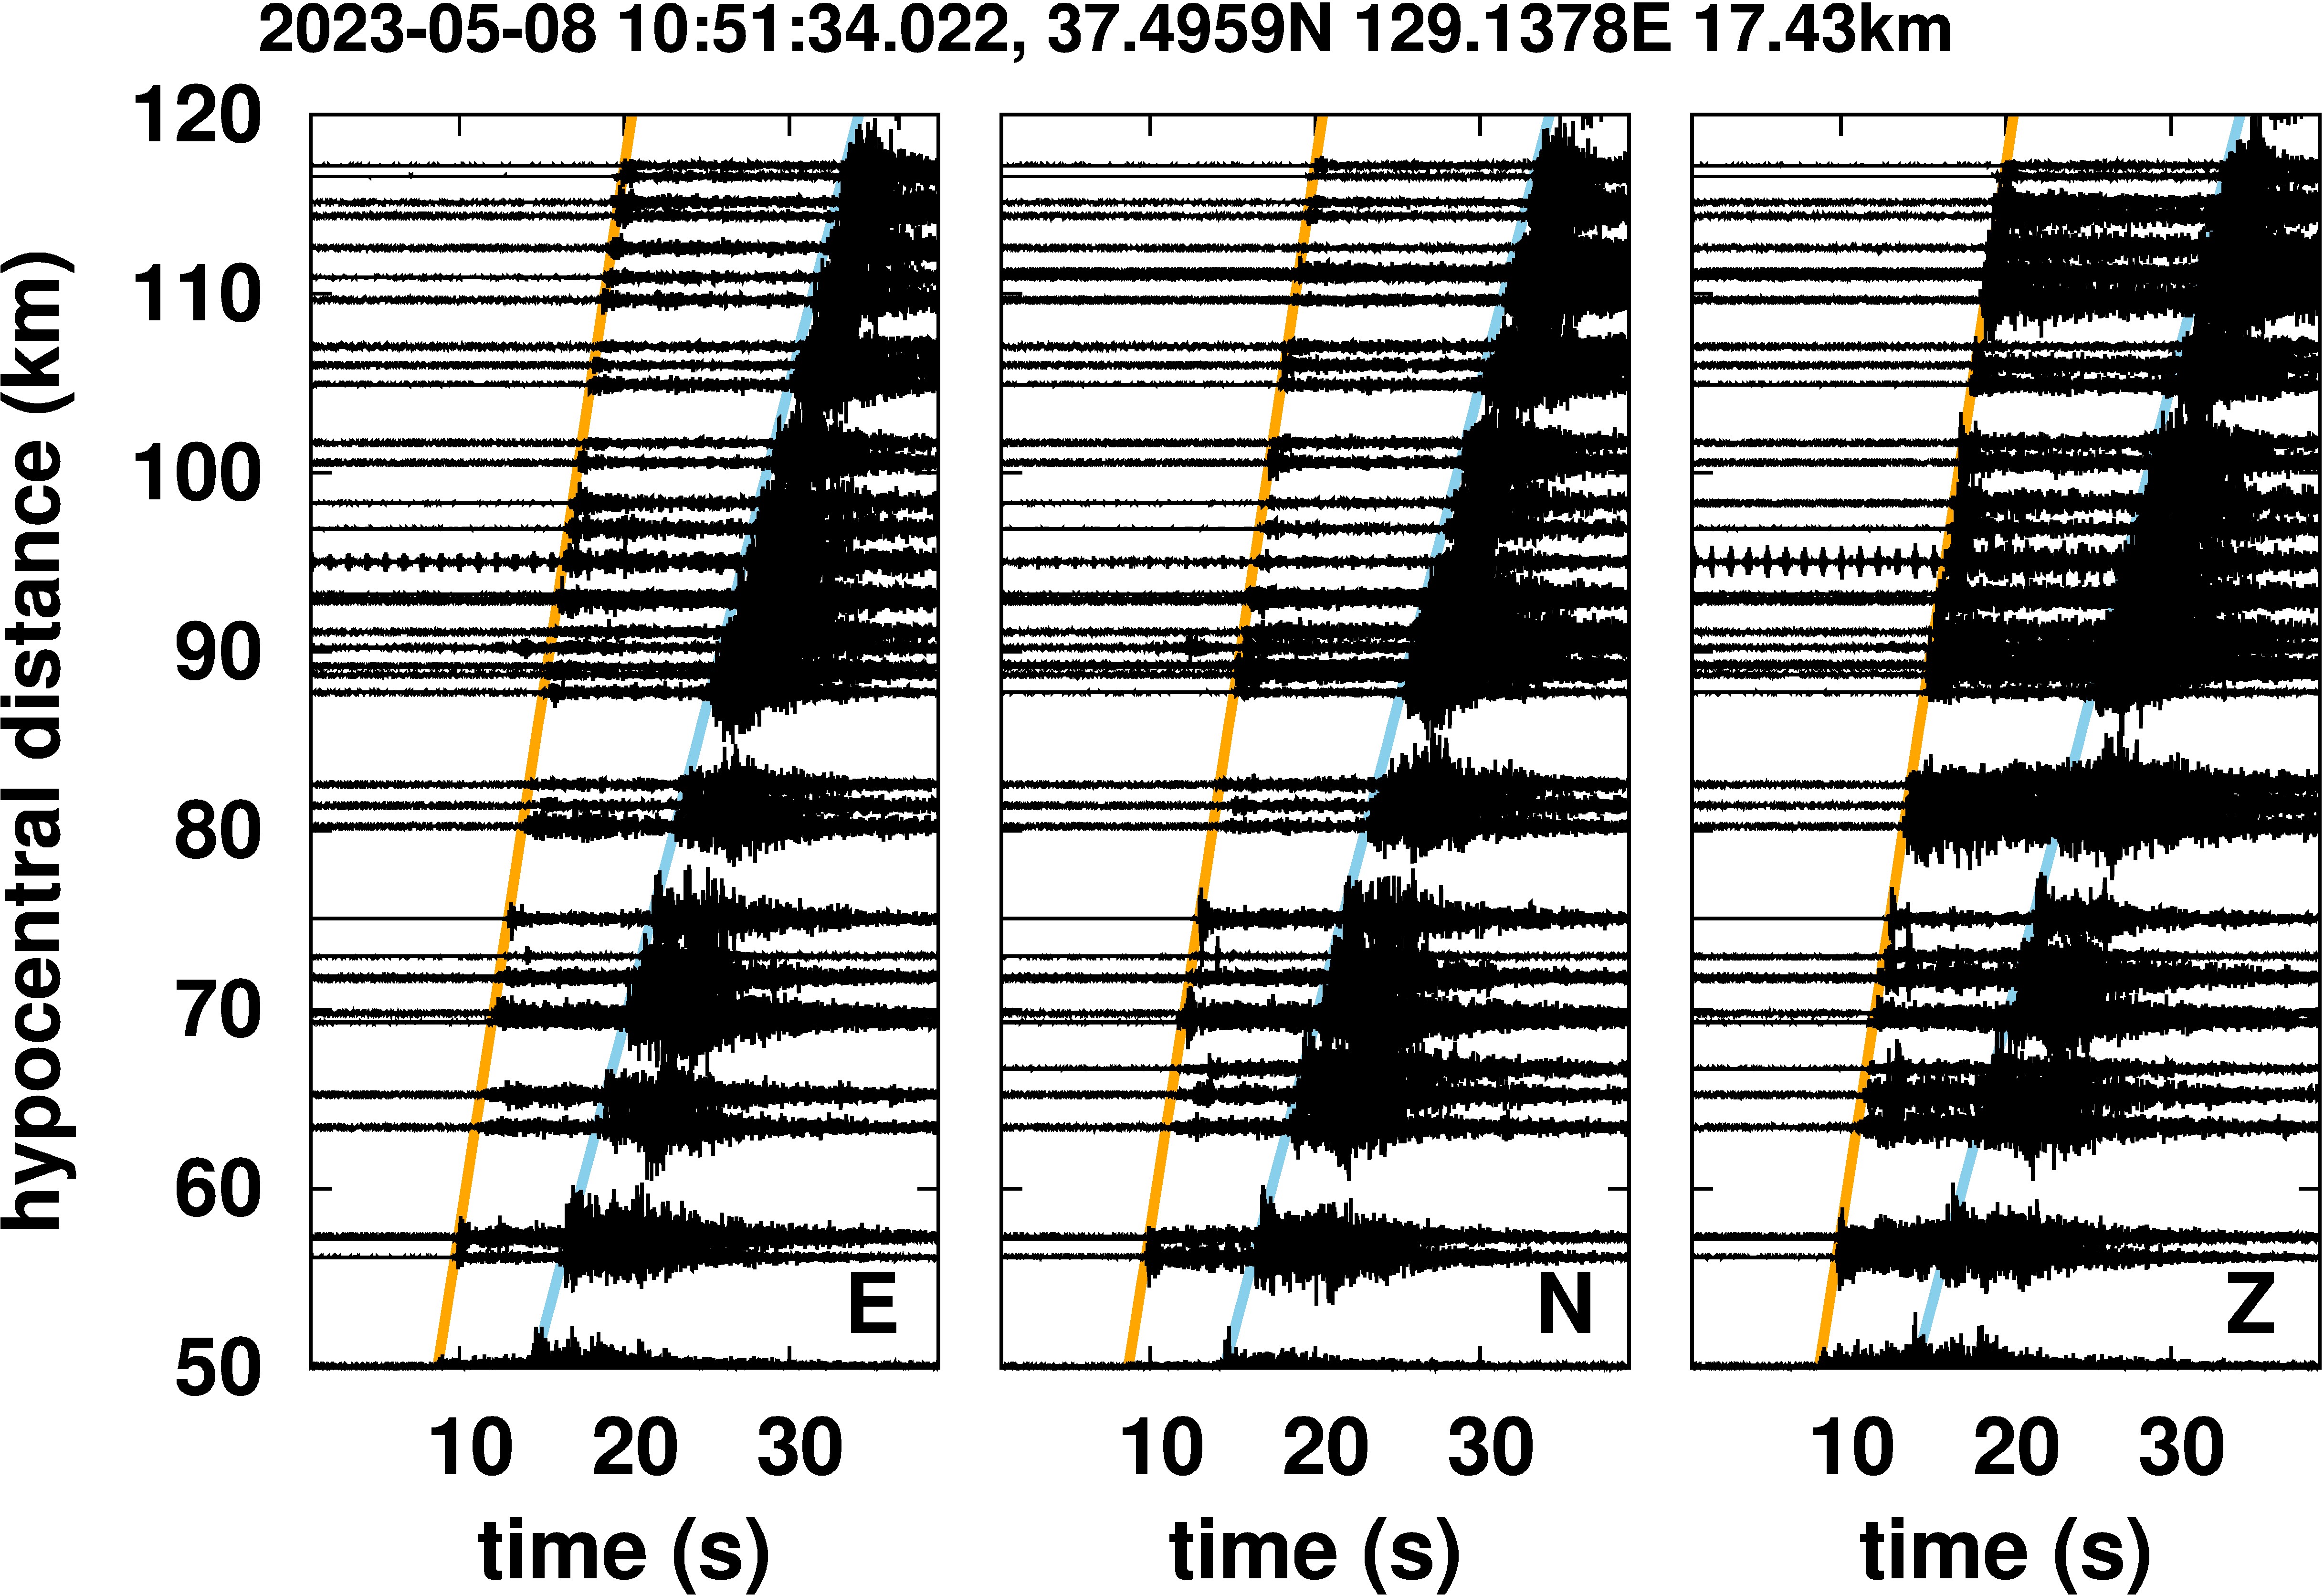 2023-05-08 10:51:34.022, 37.4959N 129.1378E 17.43km
hypocentral distance (km)
120
110
100
90
80
70
60
50
E
N
Z
10 20 30
10 20 30
10 20 30
time (s)
time (s)
time (s)